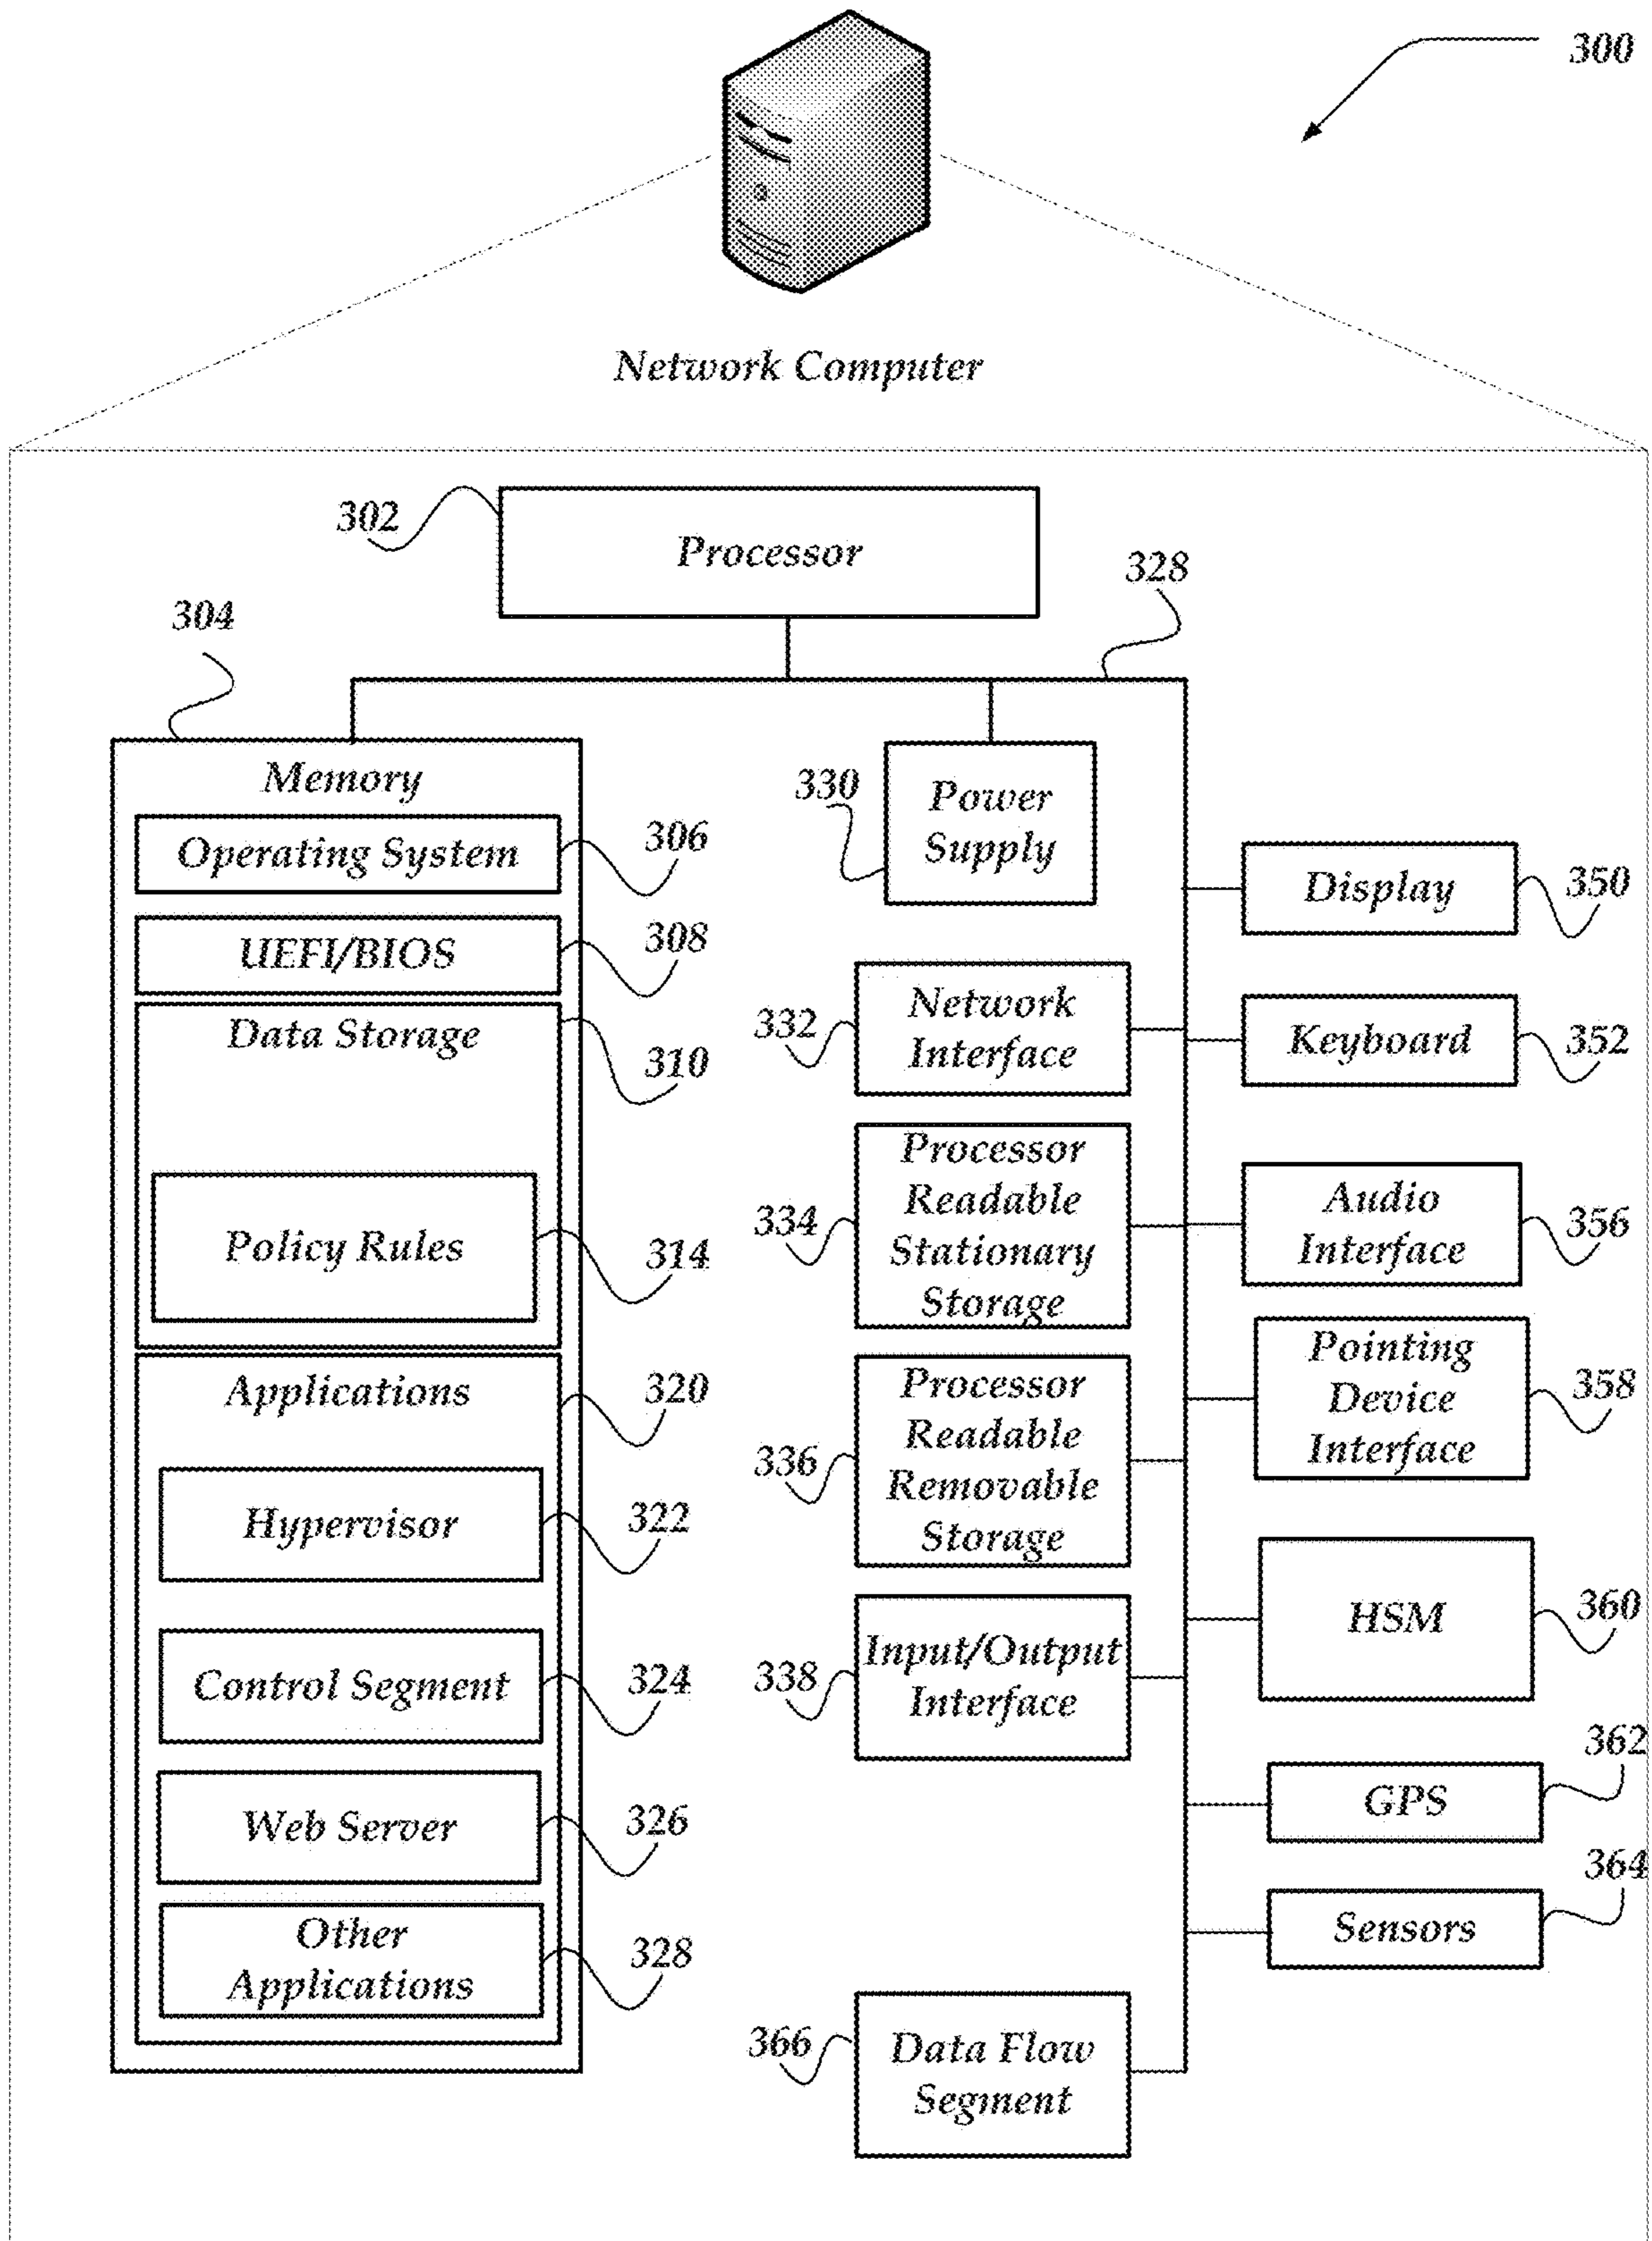 300
Network Computer
302
Processor
328
304
Memory
Operating System
306
UEFI/BIOS
308
Data Storage
310
Policy Rules
314
Applications
320
Hypervisor
322
Control Segment
324
Web Server
326
Other
Applications
328
330
Power
Supply
332
Network
Interface
334
Processor
Readable
Stationary
Storage
336
Processor
Readable
Removable
Storage
338
Input/Output
Interface
366
Data Flow
Segment
Display
350
Keyboard
352
Audio
Interface
356
Pointing
Device
Interface
358
HSM
360
GPS
362
Sensors
364